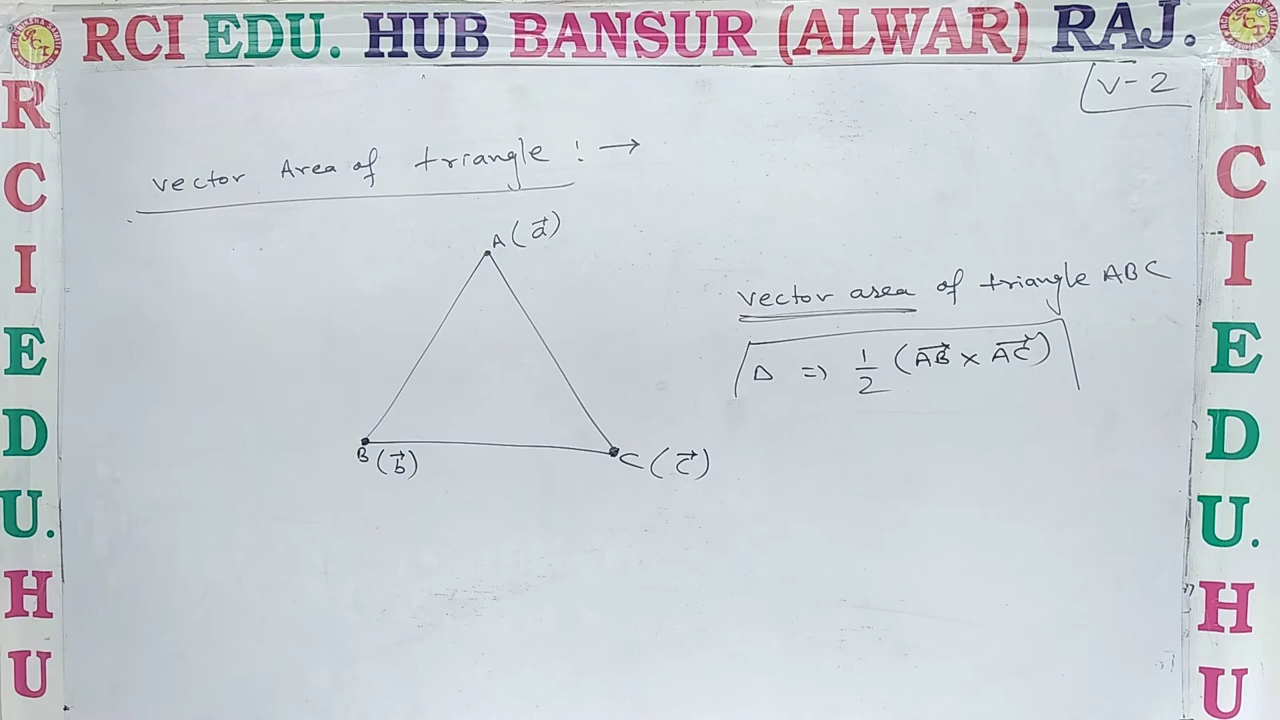 RCI EDU. HUB BANSUR (ALWAR) RAJ.
V-2
Vector Area of triangle : →
A (a⃗)
B (b⃗)
C (c⃗)
vector area of triangle ABC
Δ ⇒ 1/2 (AB⃗ × AC⃗)
R C I E D U. H U
R C I E D U. H U